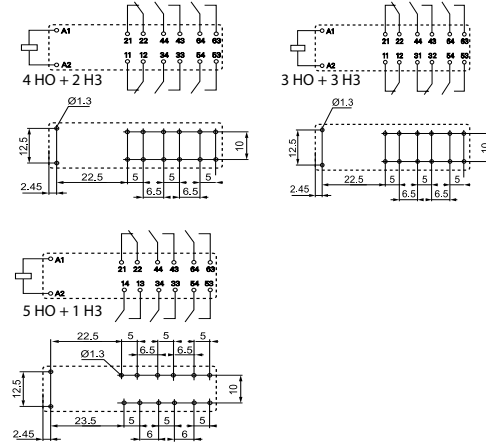 A1
21 22 44 43 64 63
11 12 34 33 54 53
A2
4 HO + 2 H3
A1
21 22 44 43 64 63
11 12 31 32 54 53
A2
3 HO + 3 H3
Ø1.3
12,5
10
2.45
22.5 5 5 5
6.5 6.5
Ø1.3
12,5
10
2.45
22.5 5 5 5
6.5 6.5
A1
21 22 44 43 64 63
14 13 34 33 54 53
A2
5 HO + 1 H3
22.5 5 5 5
Ø1.3 6.5 6.5
12,5
10
2.45
23.5 5 5 5
6 6